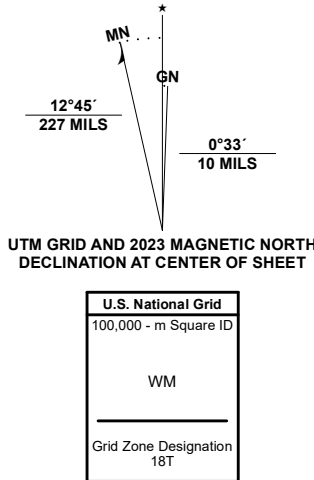 ★
MN
GN
12°45´
227 MILS
0°33´
10 MILS
UTM GRID AND 2023 MAGNETIC NORTH
DECLINATION AT CENTER OF SHEET
U.S. National Grid
100,000 - m Square ID
WM
Grid Zone Designation
18T